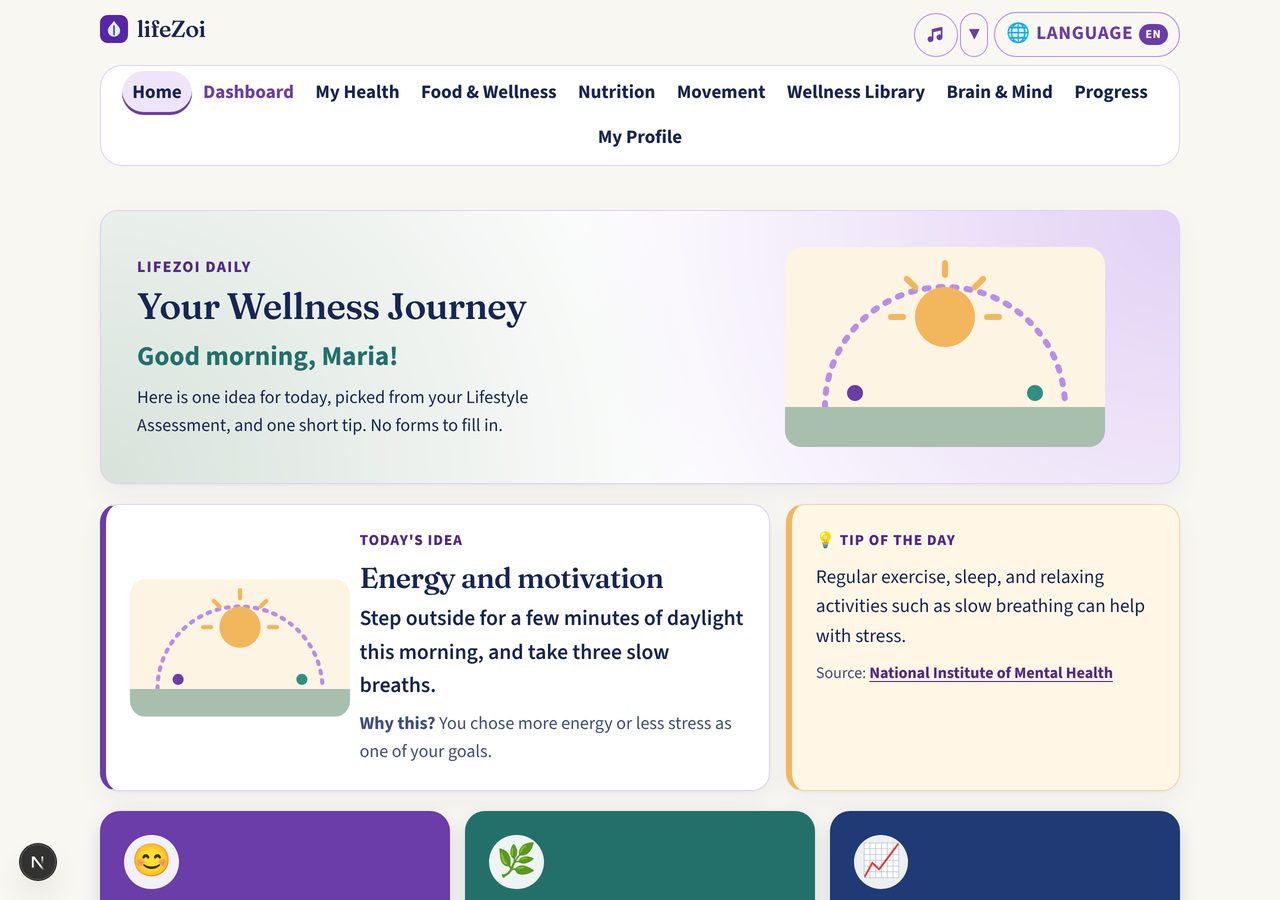 lifeZoi
LANGUAGE EN
Home Dashboard My Health Food & Wellness Nutrition Movement Wellness Library Brain & Mind Progress
My Profile
LIFEZOI DAILY
Your Wellness Journey
Good morning, Maria!
Here is one idea for today, picked from your Lifestyle
Assessment, and one short tip. No forms to fill in.
TODAY'S IDEA
Energy and motivation
Step outside for a few minutes of daylight
this morning, and take three slow
breaths.
Why this? You chose more energy or less stress as
one of your goals.
TIP OF THE DAY
Regular exercise, sleep, and relaxing
activities such as slow breathing can help
with stress.
Source: National Institute of Mental Health
N